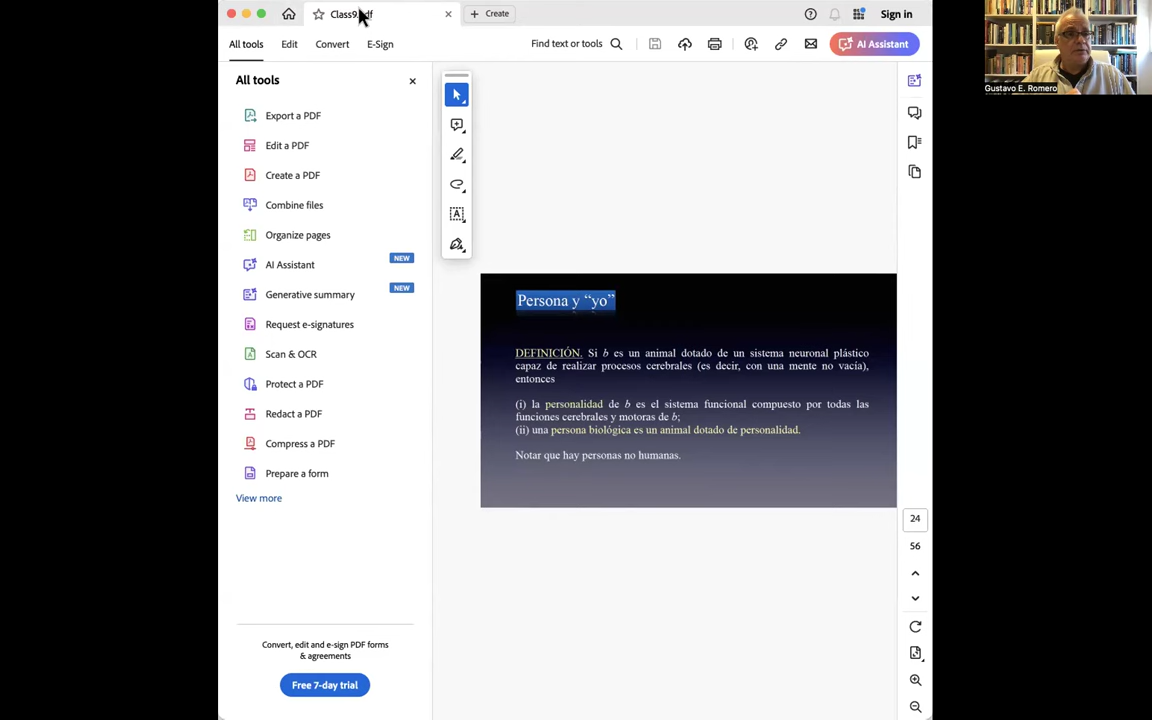 Class9.pdf
Create
Sign in
All tools
Edit
Convert
E-Sign
Find text or tools
AI Assistant
All tools
Export a PDF
Edit a PDF
Create a PDF
Combine files
Organize pages
AI Assistant
NEW
Generative summary
NEW
Request e-signatures
Scan & OCR
Protect a PDF
Redact a PDF
Compress a PDF
Prepare a form
View more
Convert, edit and e-sign PDF forms
& agreements
Free 7-day trial
Persona y “yo”
DEFINICIÓN. Si b es un animal dotado de un sistema neuronal plástico
capaz de realizar procesos cerebrales (es decir, con una mente no vacía),
entonces
(i) la personalidad de b es el sistema funcional compuesto por todas las
funciones cerebrales y motoras de b;
(ii) una persona biológica es un animal dotado de personalidad.
Notar que hay personas no humanas.
24
56
Gustavo E. Romero